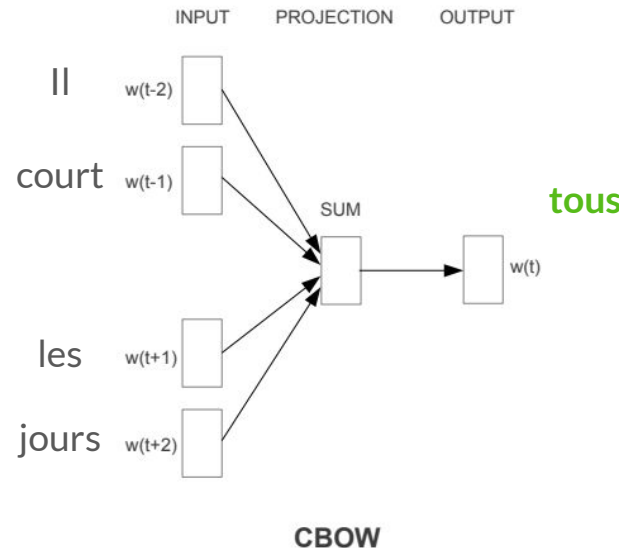 INPUT PROJECTION OUTPUT
Il w(t-2)
court w(t-1)
SUM
tous
w(t)
les w(t+1)
jours w(t+2)
CBOW